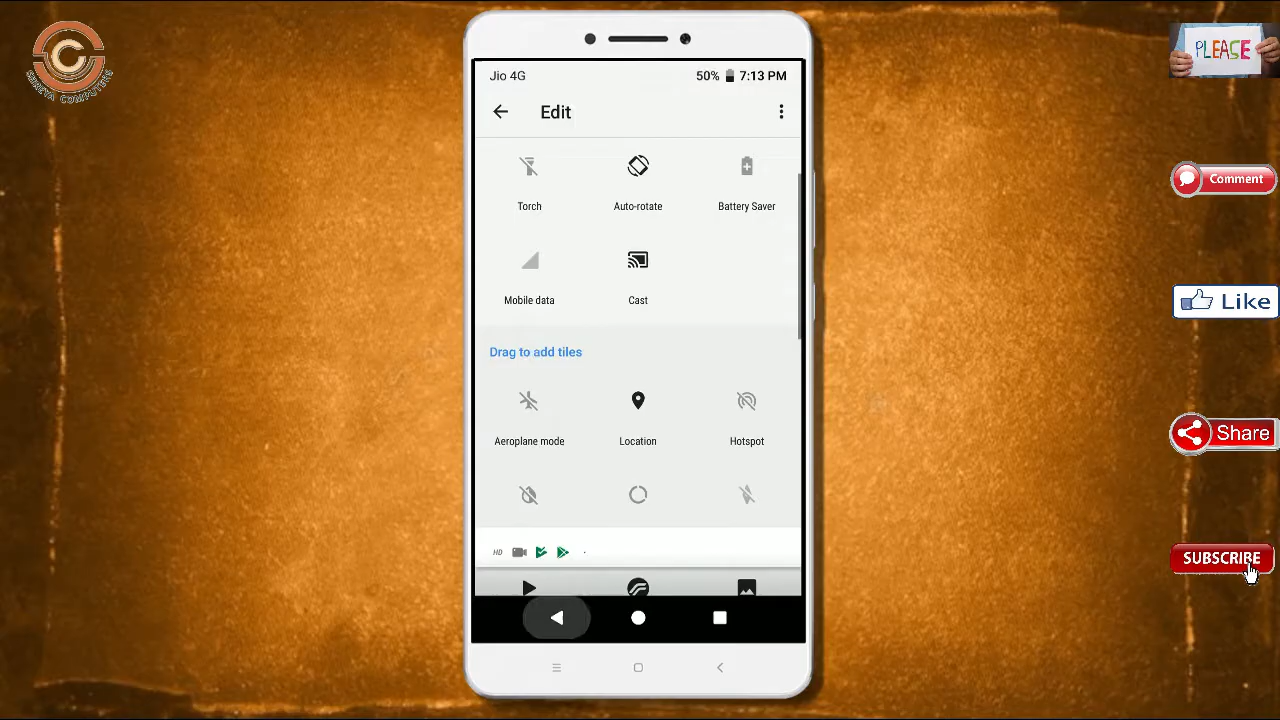 PLEASE
Jio 4G 50% 7:13 PM
Edit
Torch Auto-rotate Battery Saver
Comment
Mobile data Cast
Like
Drag to add tiles
Aeroplane mode Location Hotspot
Share
HD
SUBSCRIBE
C
COMPUTERS